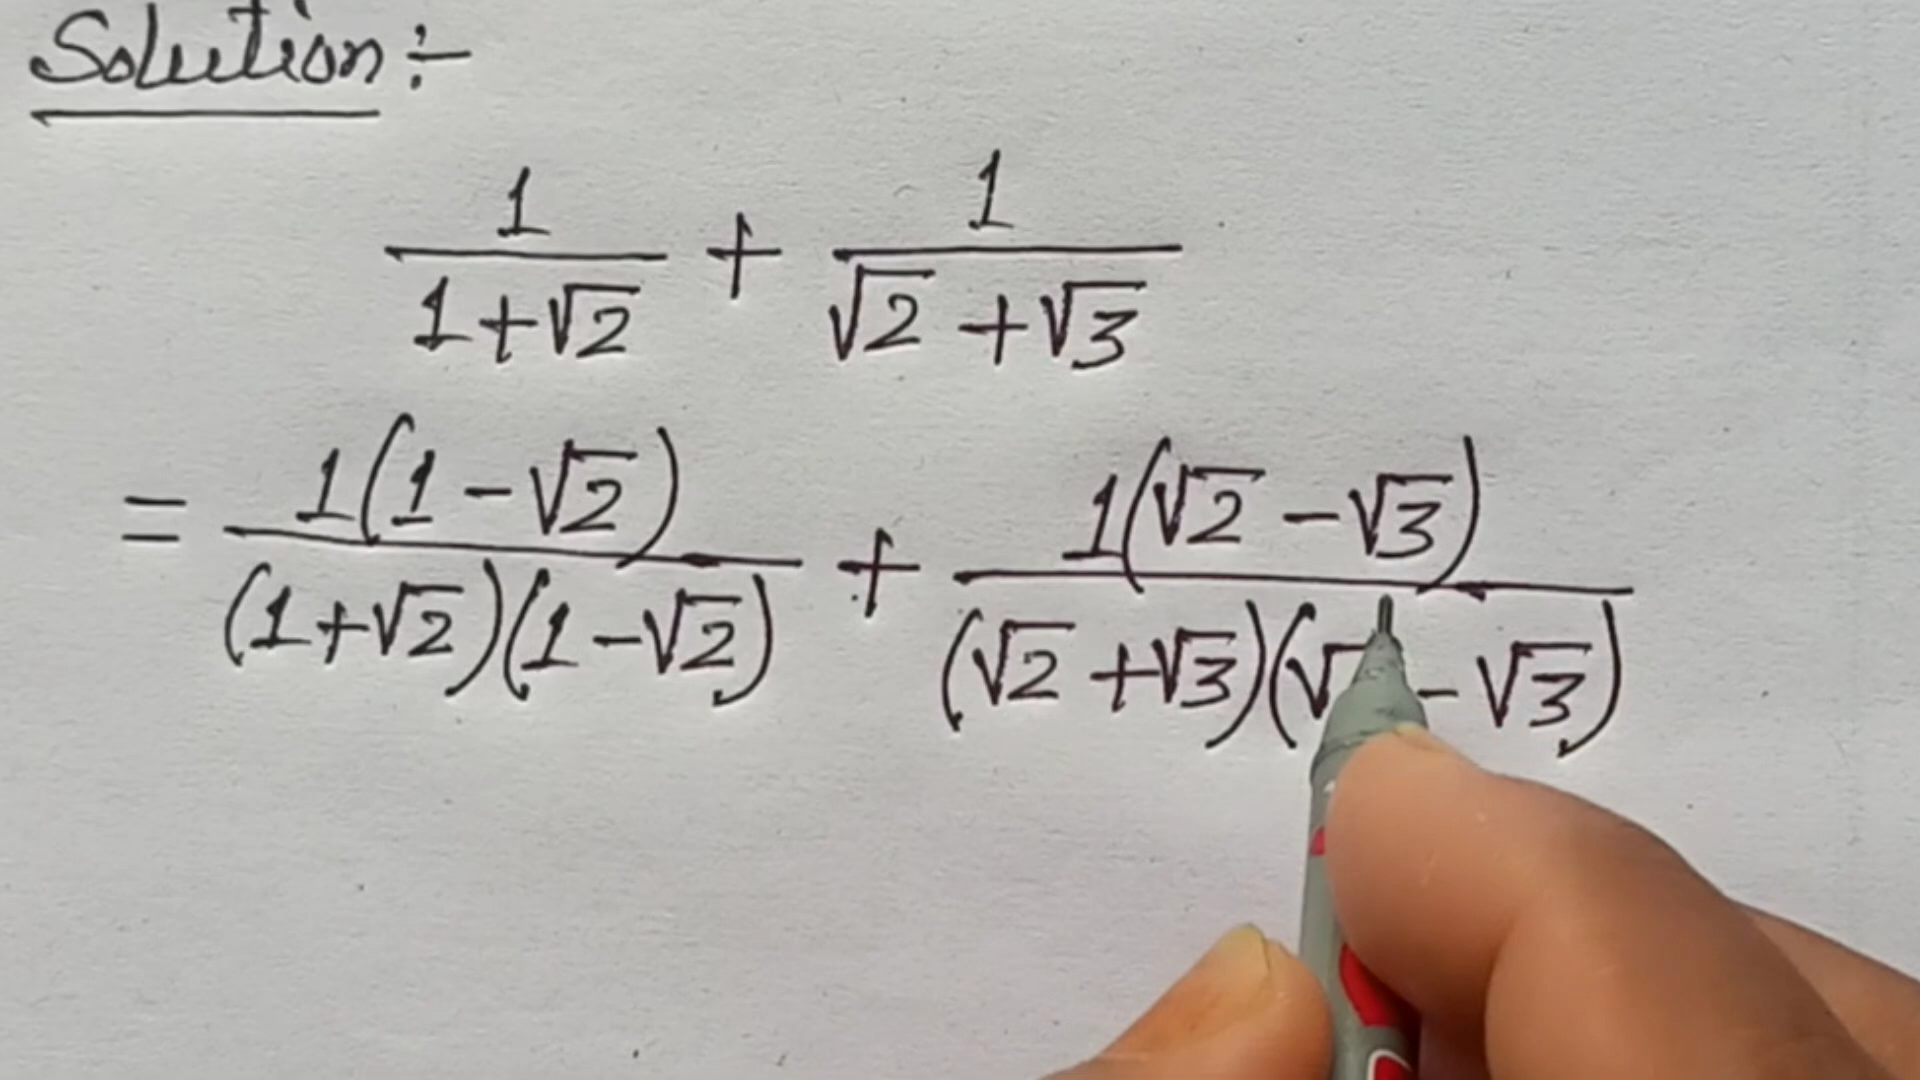 Solution :-
1/(1+√2) + 1/(√2 + √3)
= 1(1 - √2)/((1+√2)(1 - √2)) + 1(√2 - √3)/((√2 + √3)(√ - √3))